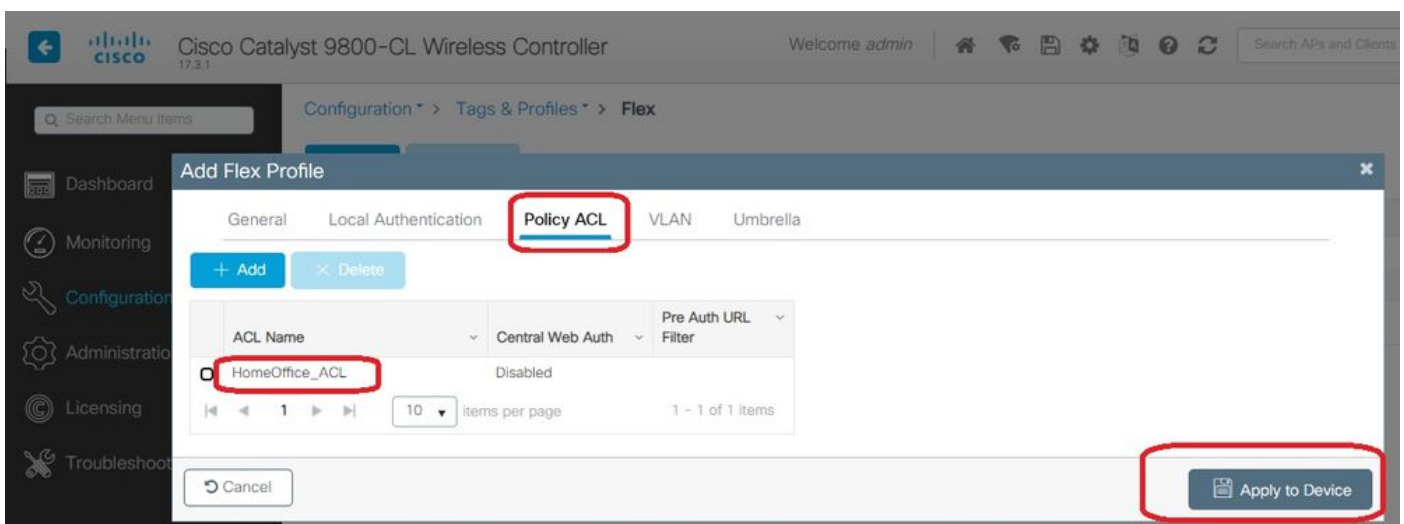 CISCO
Cisco Catalyst 9800-CL Wireless Controller
17.3.1
Welcome admin
Search APs and Clients
Search Menu Items
Configuration > Tags & Profiles > Flex
Dashboard
Monitoring
Configuration
Administratio
Licensing
Troubleshoot
Add Flex Profile
General Local Authentication Policy ACL VLAN Umbrella
+ Add × Delete
ACL Name Central Web Auth Pre Auth URL Filter
HomeOffice_ACL Disabled
1 10 items per page 1 - 1 of 1 items
Cancel Apply to Device